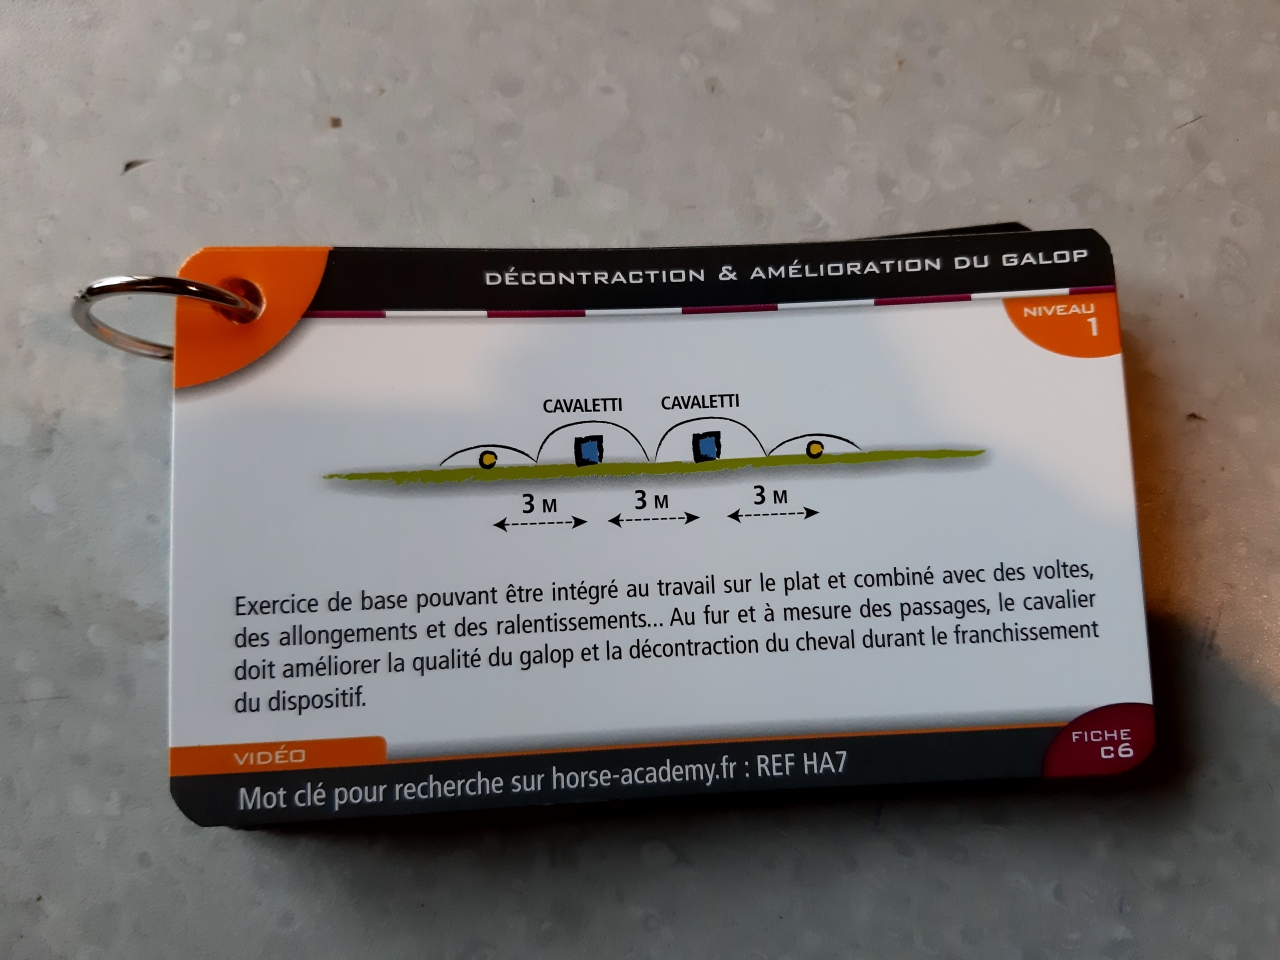 DÉCONTRACTION & AMÉLIORATION DU GALOP
NIVEAU
1
CAVALETTI CAVALETTI
3 M 3 M 3 M
Exercice de base pouvant être intégré au travail sur le plat et combiné avec des voltes,
des allongements et des ralentissements... Au fur et à mesure des passages, le cavalier
doit améliorer la qualité du galop et la décontraction du cheval durant le franchissement
du dispositif.
VIDÉO
Mot clé pour recherche sur horse-academy.fr : REF HA7
FICHE
C6